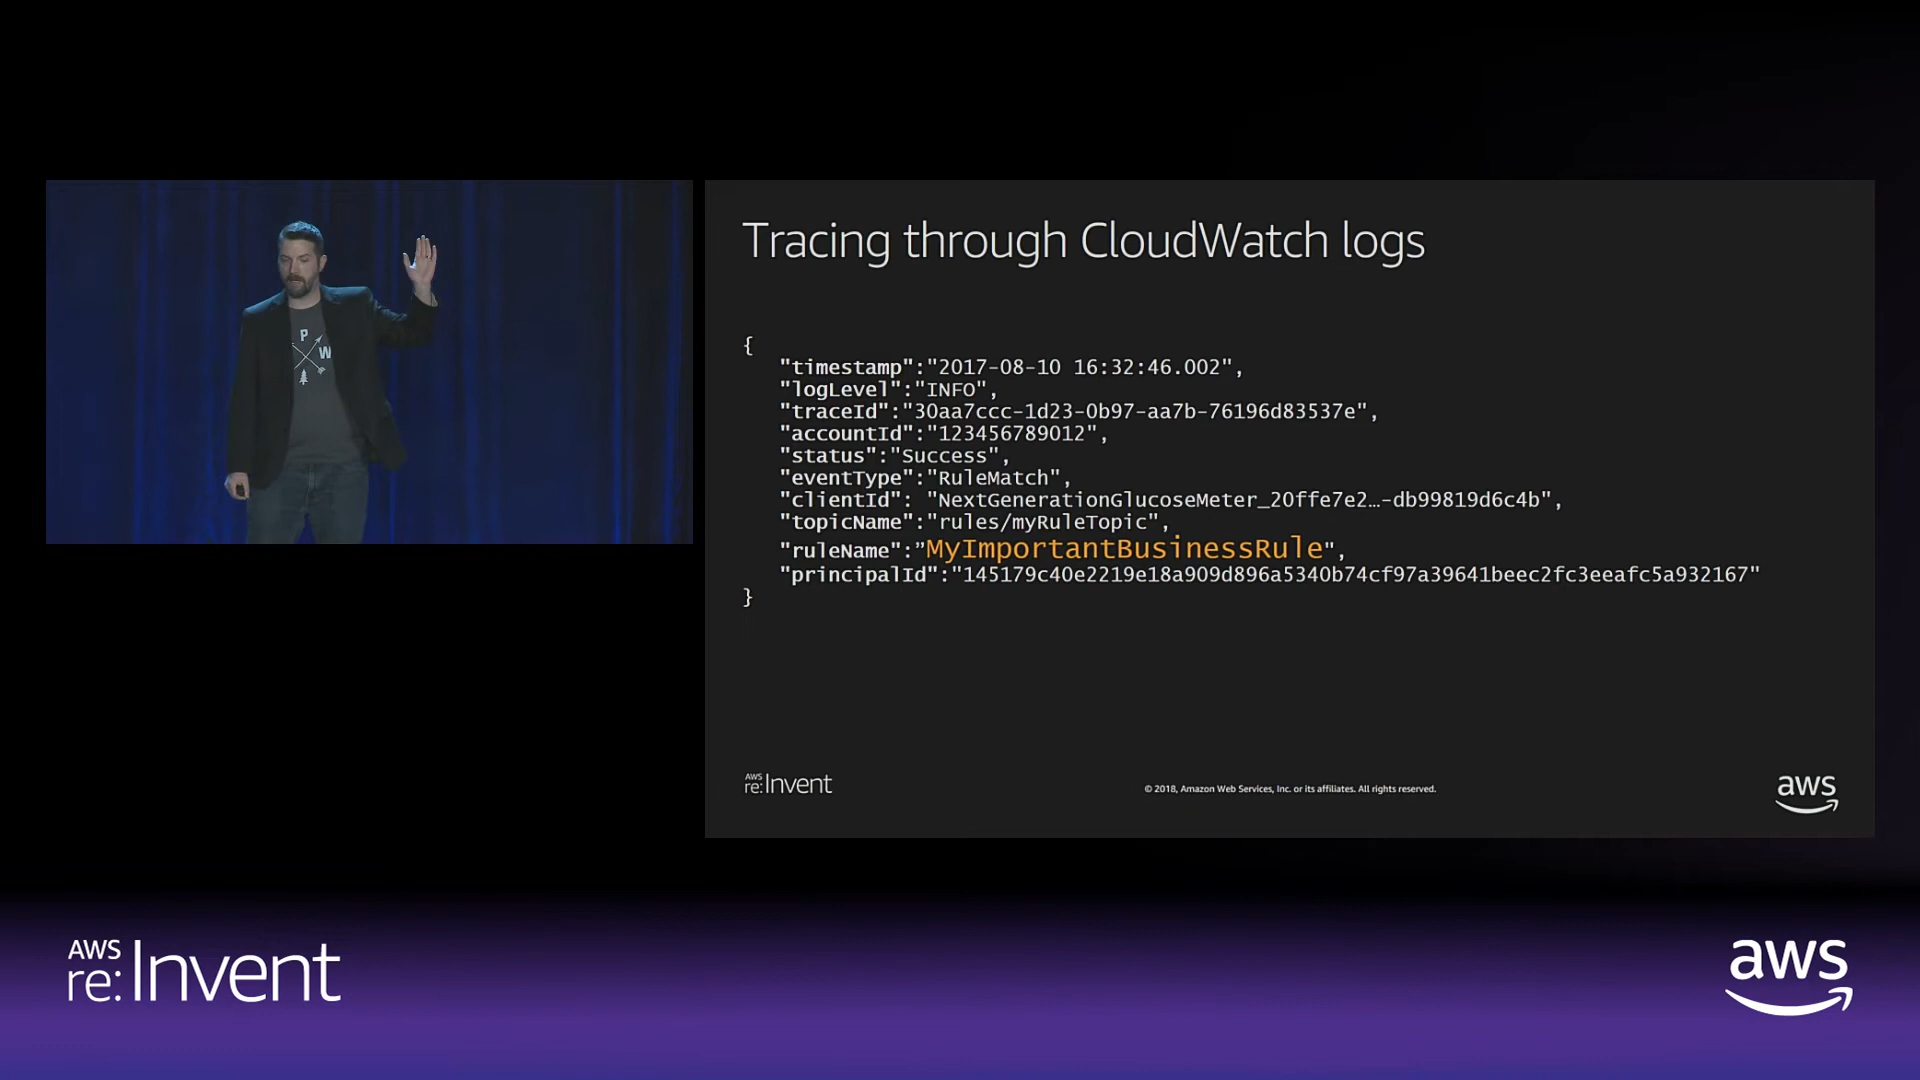 P
W
Tracing through CloudWatch logs
{
"timestamp":"2017-08-10 16:32:46.002",
"logLevel":"INFO",
"traceId":"30aa7ccc-1d23-0b97-aa7b-76196d83537e",
"accountId":"123456789012",
"status":"Success",
"eventType":"RuleMatch",
"clientId": "NextGenerationGlucoseMeter_20ffe7e2…-db99819d6c4b",
"topicName":"rules/myRuleTopic",
"ruleName":”MyImportantBusinessRule",
"principalId":"145179c40e2219e18a909d896a5340b74cf97a39641beec2fc3eeafc5a932167"
}
AWS
re:Invent
© 2018, Amazon Web Services, Inc. or its affiliates. All rights reserved.
aws
AWS
re:Invent
aws